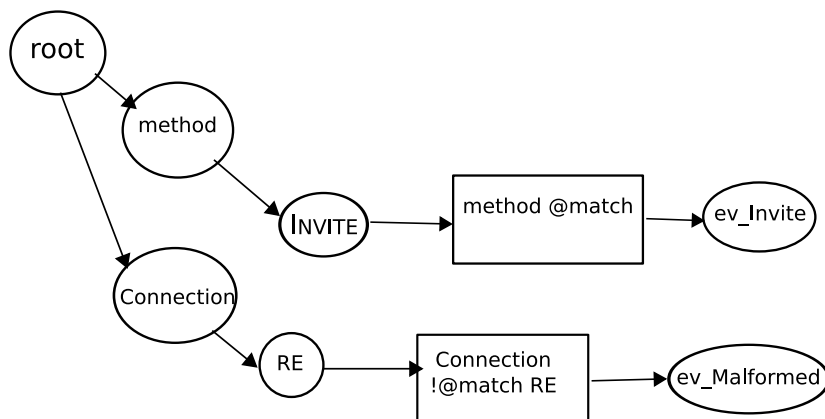 root
method
INVITE
method @match
ev_Invite
Connection
RE
Connection
!@match RE
ev_Malformed